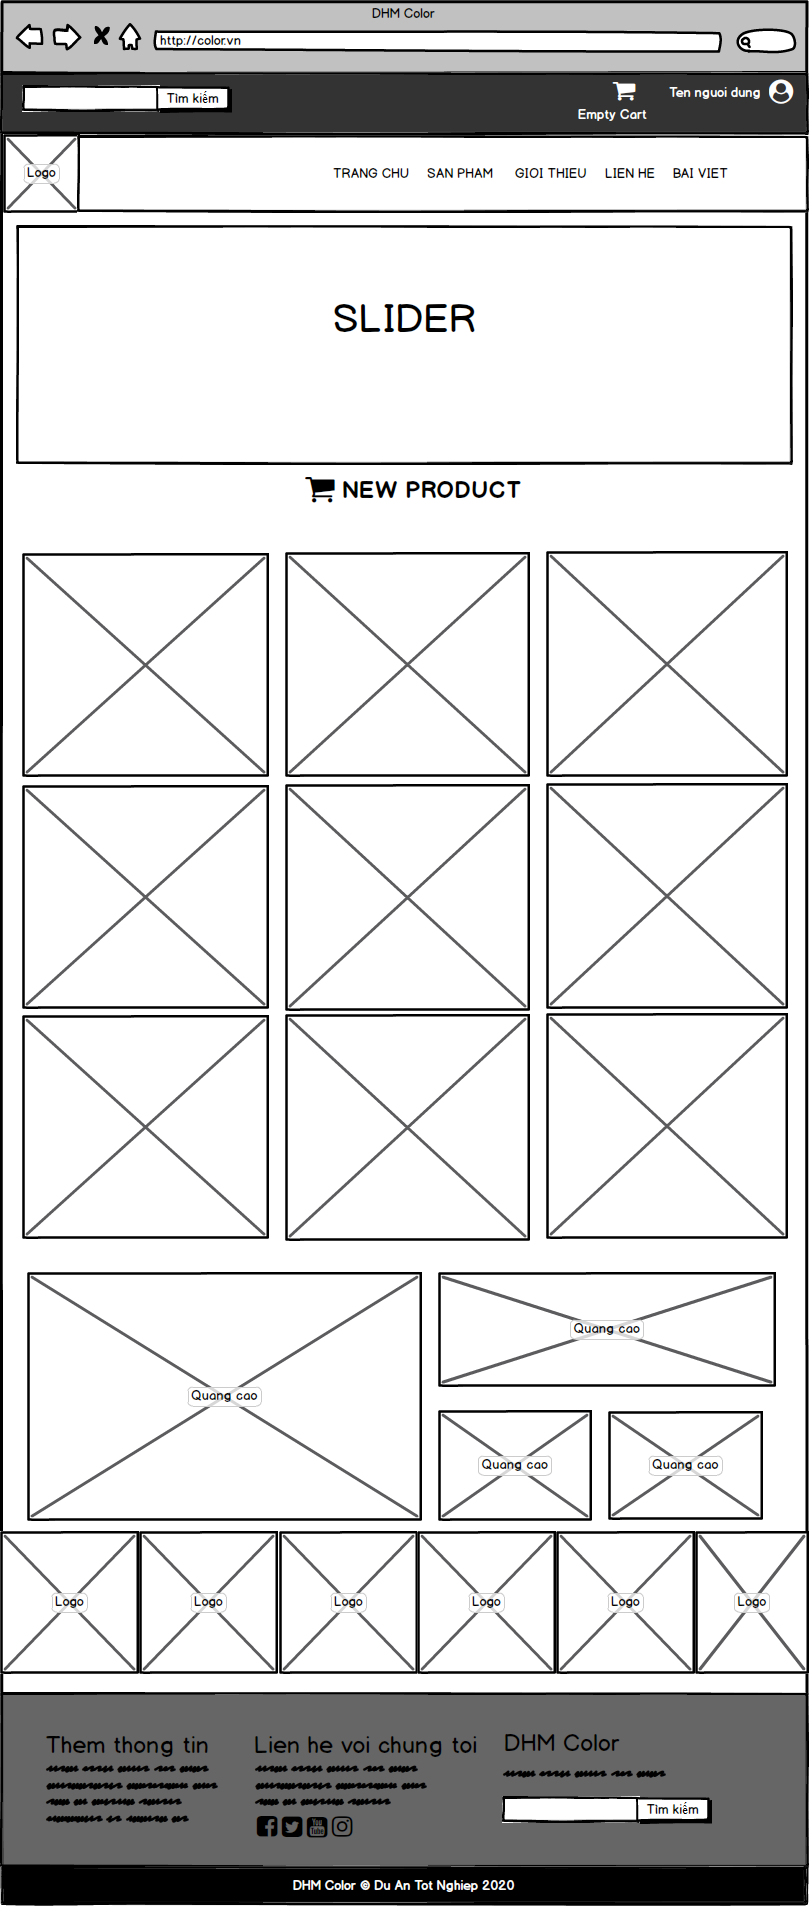 DHM Color
http://color.vn
Tìm kiếm
Empty Cart
Ten nguoi dung
Logo
TRANG CHU SAN PHAM GIOI THIEU LIEN HE BAI VIET
SLIDER
NEW PRODUCT
Quang cao
Quang cao
Quang cao
Quang cao
Logo
Logo
Logo
Logo
Logo
Logo
Them thong tin
Lien he voi chung toi
You Tube
DHM Color
Tìm kiếm
DHM Color © Du An Tot Nghiep 2020